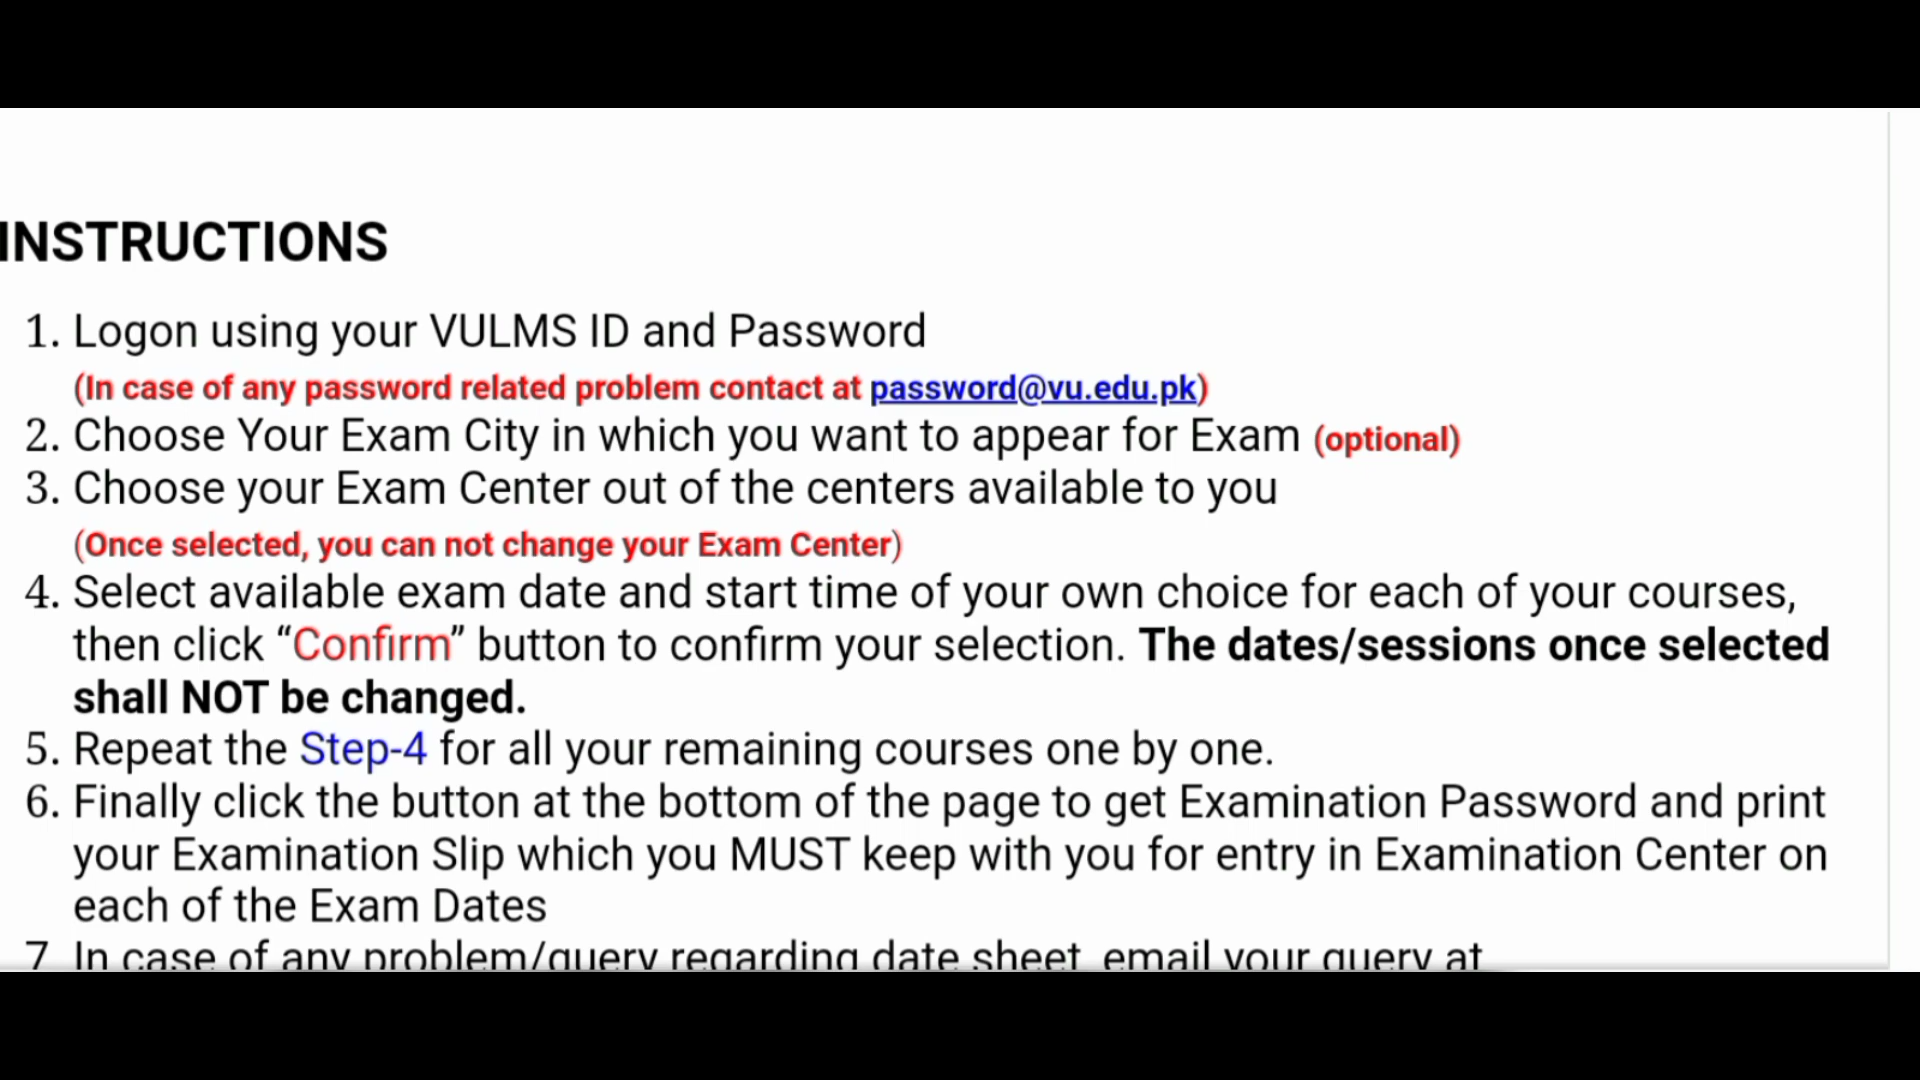 INSTRUCTIONS
1. Logon using your VULMS ID and Password
(In case of any password related problem contact at password@vu.edu.pk)
2. Choose Your Exam City in which you want to appear for Exam (optional)
3. Choose your Exam Center out of the centers available to you
(Once selected, you can not change your Exam Center)
4. Select available exam date and start time of your own choice for each of your courses,
then click “Confirm” button to confirm your selection. The dates/sessions once selected
shall NOT be changed.
5. Repeat the Step-4 for all your remaining courses one by one.
6. Finally click the button at the bottom of the page to get Examination Password and print
your Examination Slip which you MUST keep with you for entry in Examination Center on
each of the Exam Dates
7. In case of any problem/query regarding date sheet, email your query at